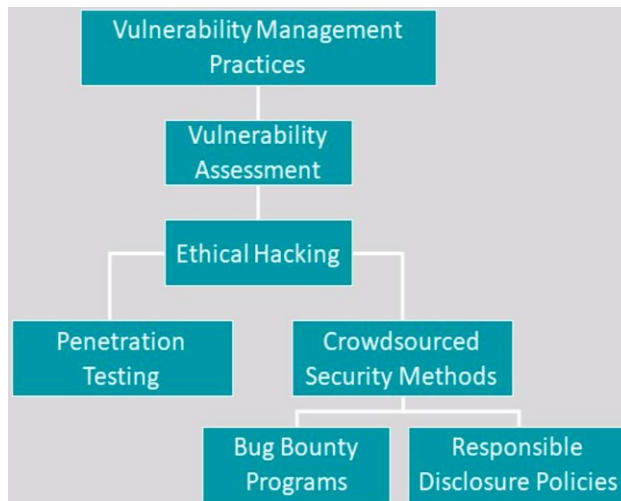 Vulnerability Management
Practices
Vulnerability
Assessment
Ethical Hacking
Penetration
Testing
Crowdsourced
Security Methods
Bug Bounty
Programs
Responsible
Disclosure Policies